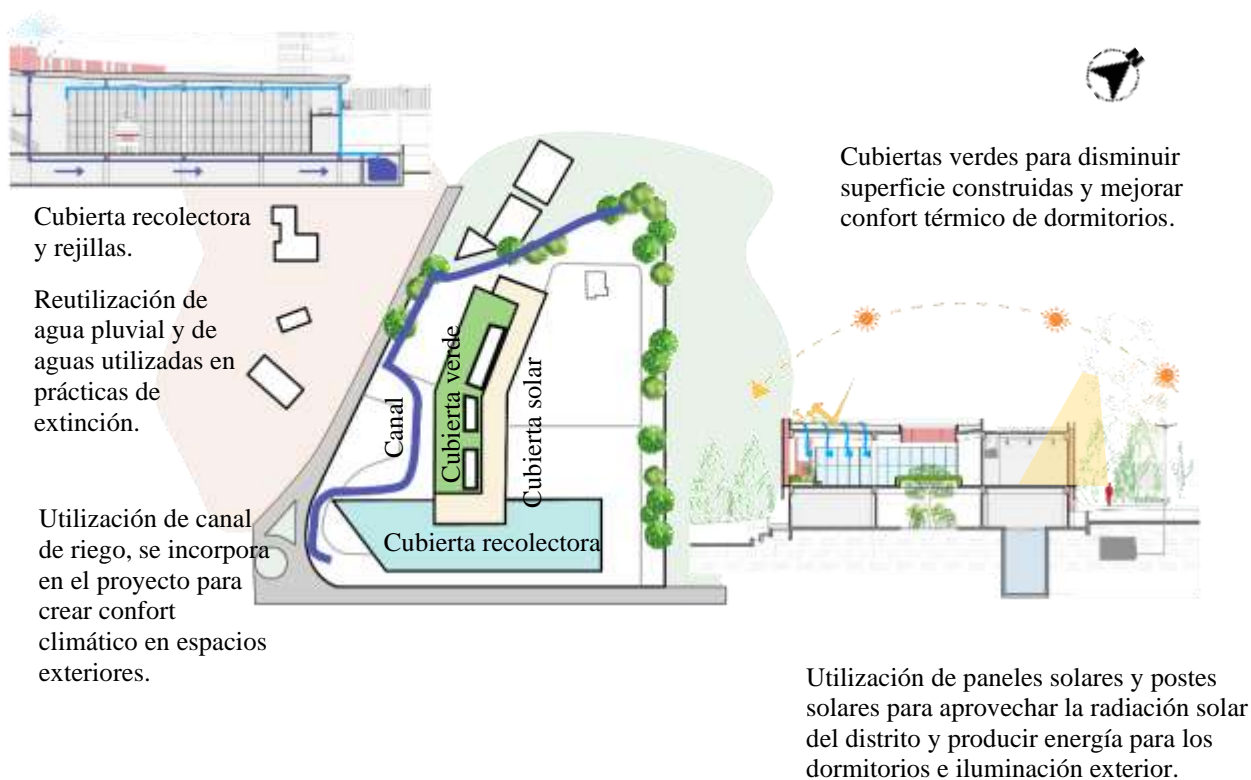 Cubierta recolectora
y rejillas.
Reutilización de
agua pluvial y de
aguas utilizadas en
prácticas de
extinción.
Utilización de canal
de riego, se incorpora
en el proyecto para
crear confort
climático en espacios
exteriores.
Canal
Cubierta verde
Cubierta solar
Cubierta recolectora
N
Cubiertas verdes para disminuir
superficie construidas y mejorar
confort térmico de dormitorios.
Utilización de paneles solares y postes
solares para aprovechar la radiación solar
del distrito y producir energía para los
dormitorios e iluminación exterior.